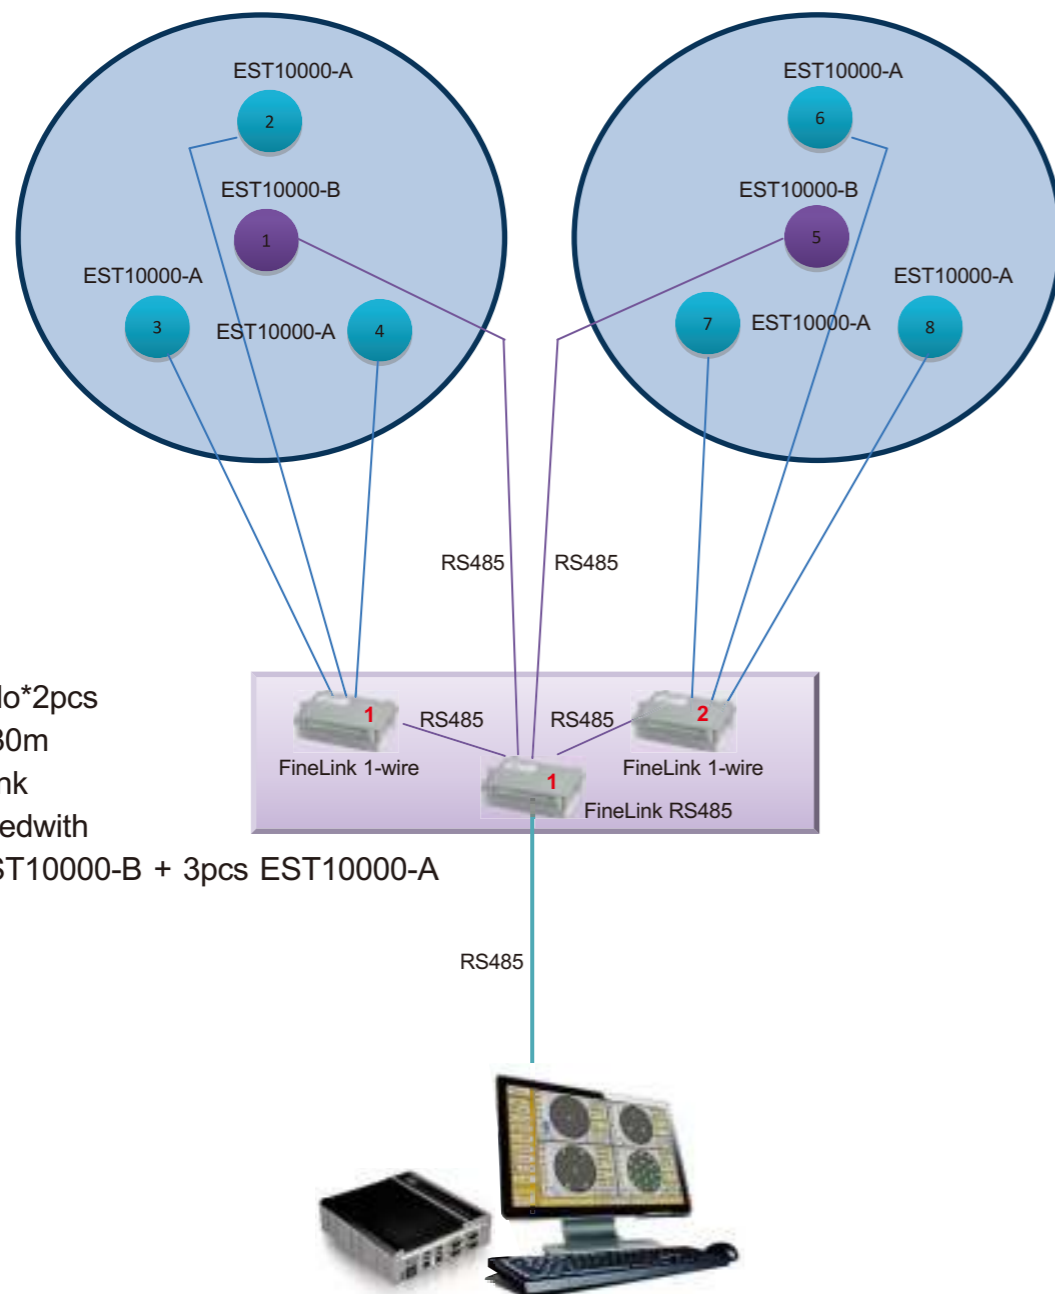 EST10000-A
2
EST10000-B
1
EST10000-A
3
EST10000-A
4
EST10000-A
6
EST10000-B
5
EST10000-A
7
EST10000-A
8
RS485
RS485
1
RS485
RS485
2
FineLink 1-wire
FineLink 1-wire
1
FineLink RS485
lo*2pcs
30m
nk
edwith
ST10000-B + 3pcs EST10000-A
RS485